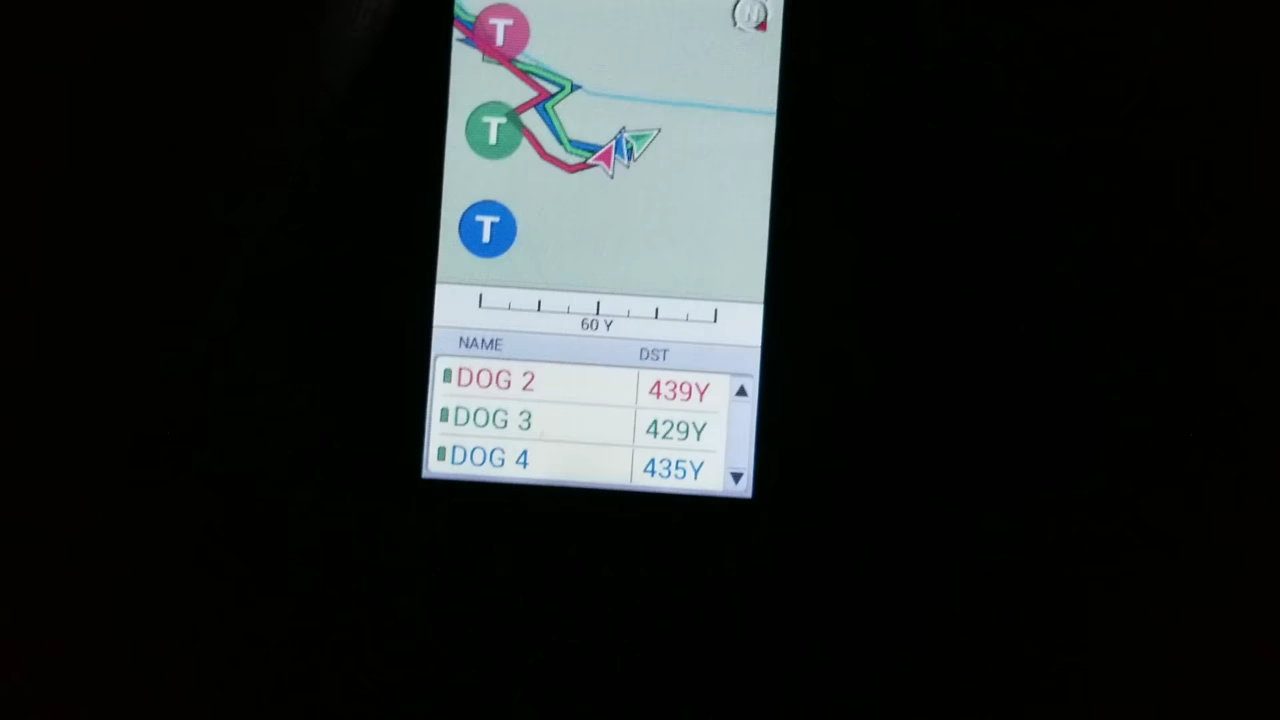 T
N
T
T
60 Y
NAME DST
DOG 2 439Y
DOG 3 429Y
DOG 4 435Y